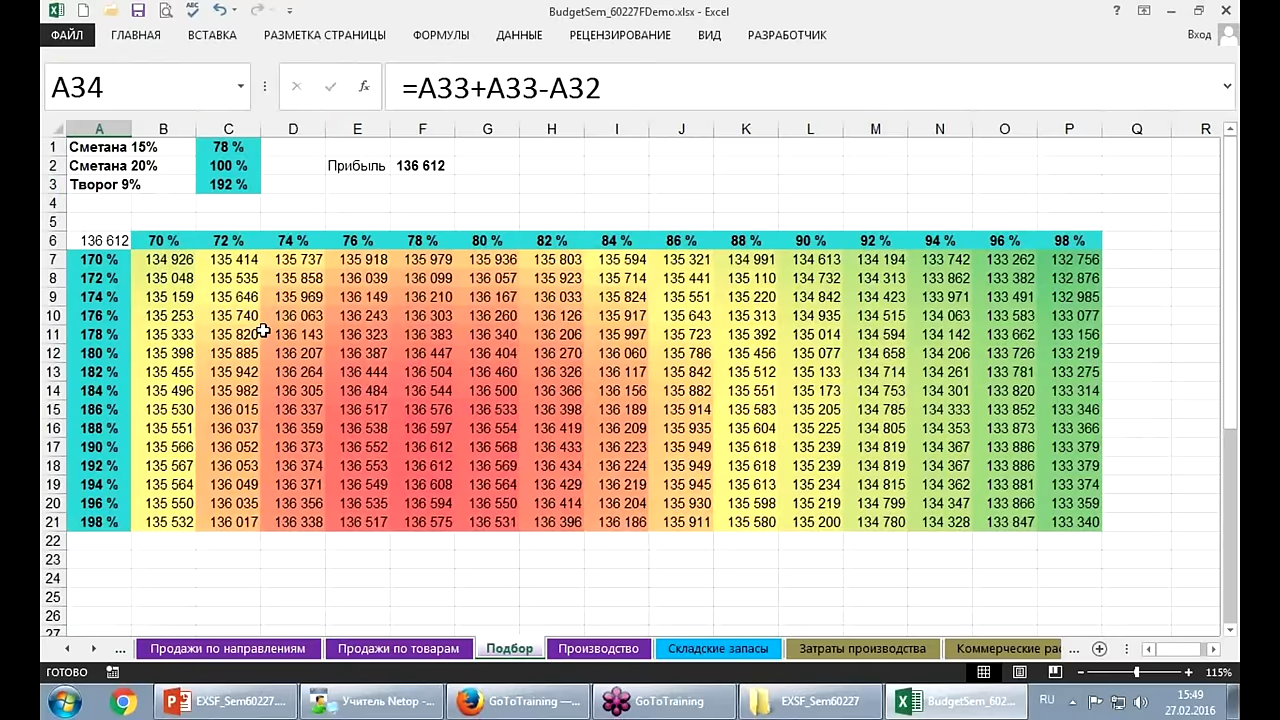 BudgetSem_60227FDemo.xlsx - Excel
ФАЙЛ ГЛАВНАЯ ВСТАВКА РАЗМЕТКА СТРАНИЦЫ ФОРМУЛЫ ДАННЫЕ РЕЦЕНЗИРОВАНИЕ ВИД РАЗРАБОТЧИК Вход
A34 fx =A33+A33-A32
A B C D E F G H I J K L M N O P Q R
1 Сметана 15% 78 %
2 Сметана 20% 100 % Прибыль 136 612
3 Творог 9% 192 %
4
5
6 136 612 70 % 72 % 74 % 76 % 78 % 80 % 82 % 84 % 86 % 88 % 90 % 92 % 94 % 96 % 98 %
7 170 % 134 926 135 414 135 737 135 918 135 979 135 936 135 803 135 594 135 321 134 991 134 613 134 194 133 742 133 262 132 756
8 172 % 135 048 135 535 135 858 136 039 136 099 136 057 135 923 135 714 135 441 135 110 134 732 134 313 133 862 133 382 132 876
9 174 % 135 159 135 646 135 969 136 149 136 210 136 167 136 033 135 824 135 551 135 220 134 842 134 423 133 971 133 491 132 985
10 176 % 135 253 135 740 136 063 136 243 136 303 136 260 136 126 135 917 135 643 135 313 134 935 134 515 134 063 133 583 133 077
11 178 % 135 333 135 820 136 143 136 323 136 383 136 340 136 206 135 997 135 723 135 392 135 014 134 594 134 142 133 662 133 156
12 180 % 135 398 135 885 136 207 136 387 136 447 136 404 136 270 136 060 135 786 135 456 135 077 134 658 134 206 133 726 133 219
13 182 % 135 455 135 942 136 264 136 444 136 504 136 460 136 326 136 117 135 842 135 512 135 133 134 714 134 261 133 781 133 275
14 184 % 135 496 135 982 136 305 136 484 136 544 136 500 136 366 136 156 135 882 135 551 135 173 134 753 134 301 133 820 133 314
15 186 % 135 530 136 015 136 337 136 517 136 576 136 533 136 398 136 189 135 914 135 583 135 205 134 785 134 333 133 852 133 346
16 188 % 135 551 136 037 136 359 136 538 136 597 136 554 136 419 136 209 135 935 135 604 135 225 134 805 134 353 133 873 133 366
17 190 % 135 566 136 052 136 373 136 552 136 612 136 568 136 433 136 223 135 949 135 618 135 239 134 819 134 367 133 886 133 379
18 192 % 135 567 136 053 136 374 136 553 136 612 136 569 136 434 136 224 135 949 135 618 135 239 134 819 134 367 133 886 133 379
19 194 % 135 564 136 049 136 371 136 549 136 608 136 564 136 429 136 219 135 945 135 613 135 234 134 815 134 362 133 881 133 374
20 196 % 135 550 136 035 136 356 136 535 136 594 136 550 136 414 136 204 135 930 135 598 135 219 134 799 134 347 133 866 133 359
21 198 % 135 532 136 017 136 338 136 517 136 575 136 531 136 396 136 186 135 911 135 580 135 200 134 780 134 328 133 847 133 340
22
23
24
25
26
27
... Продажи по направлениям Продажи по товарам Подбор Производство Складские запасы Затраты производства Коммерческие рас ...
ГОТОВО 115%
EXSF_Sem60227.... Учитель Netop -... GoToTraining —... GoToTraining EXSF_Sem60227 BudgetSem_602... RU 15:49
27.02.2016